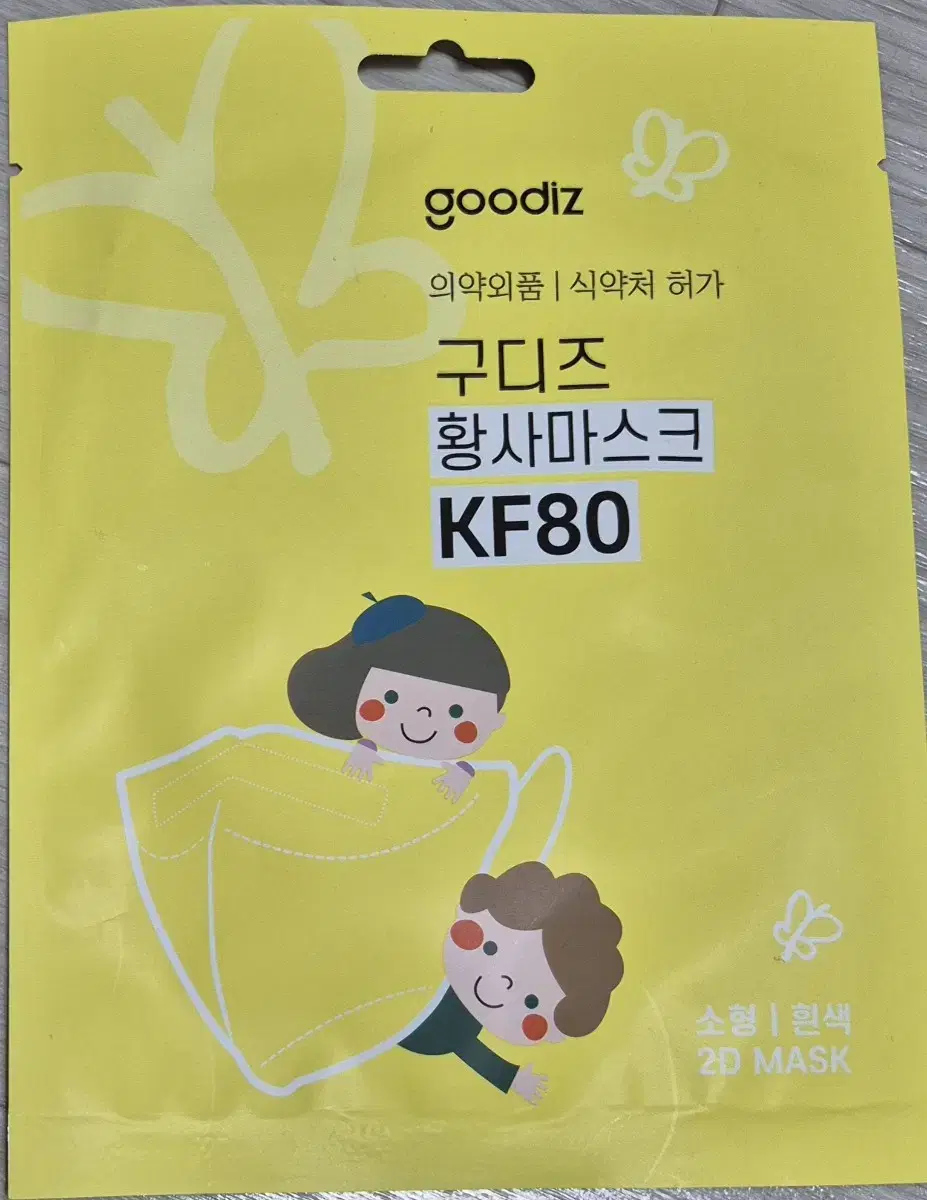 goodiz
의약외품 | 식약처 허가
구디즈
황사마스크
KF80
소형 | 흰색
2D MASK